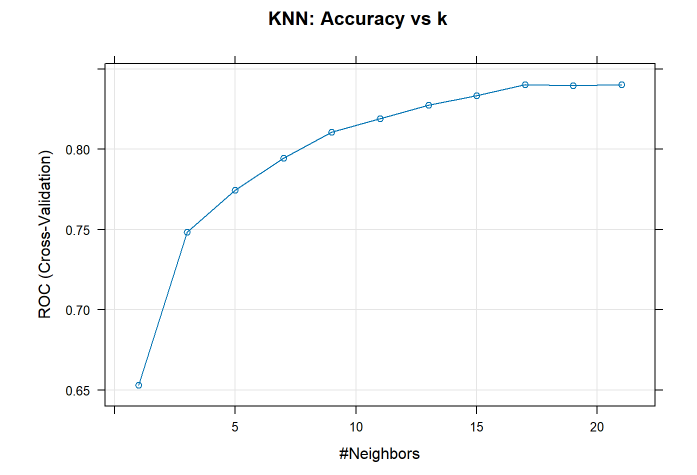 KNN: Accuracy vs k
ROC (Cross-Validation)
0.80
0.75
0.70
0.65
5 10 15 20
#Neighbors